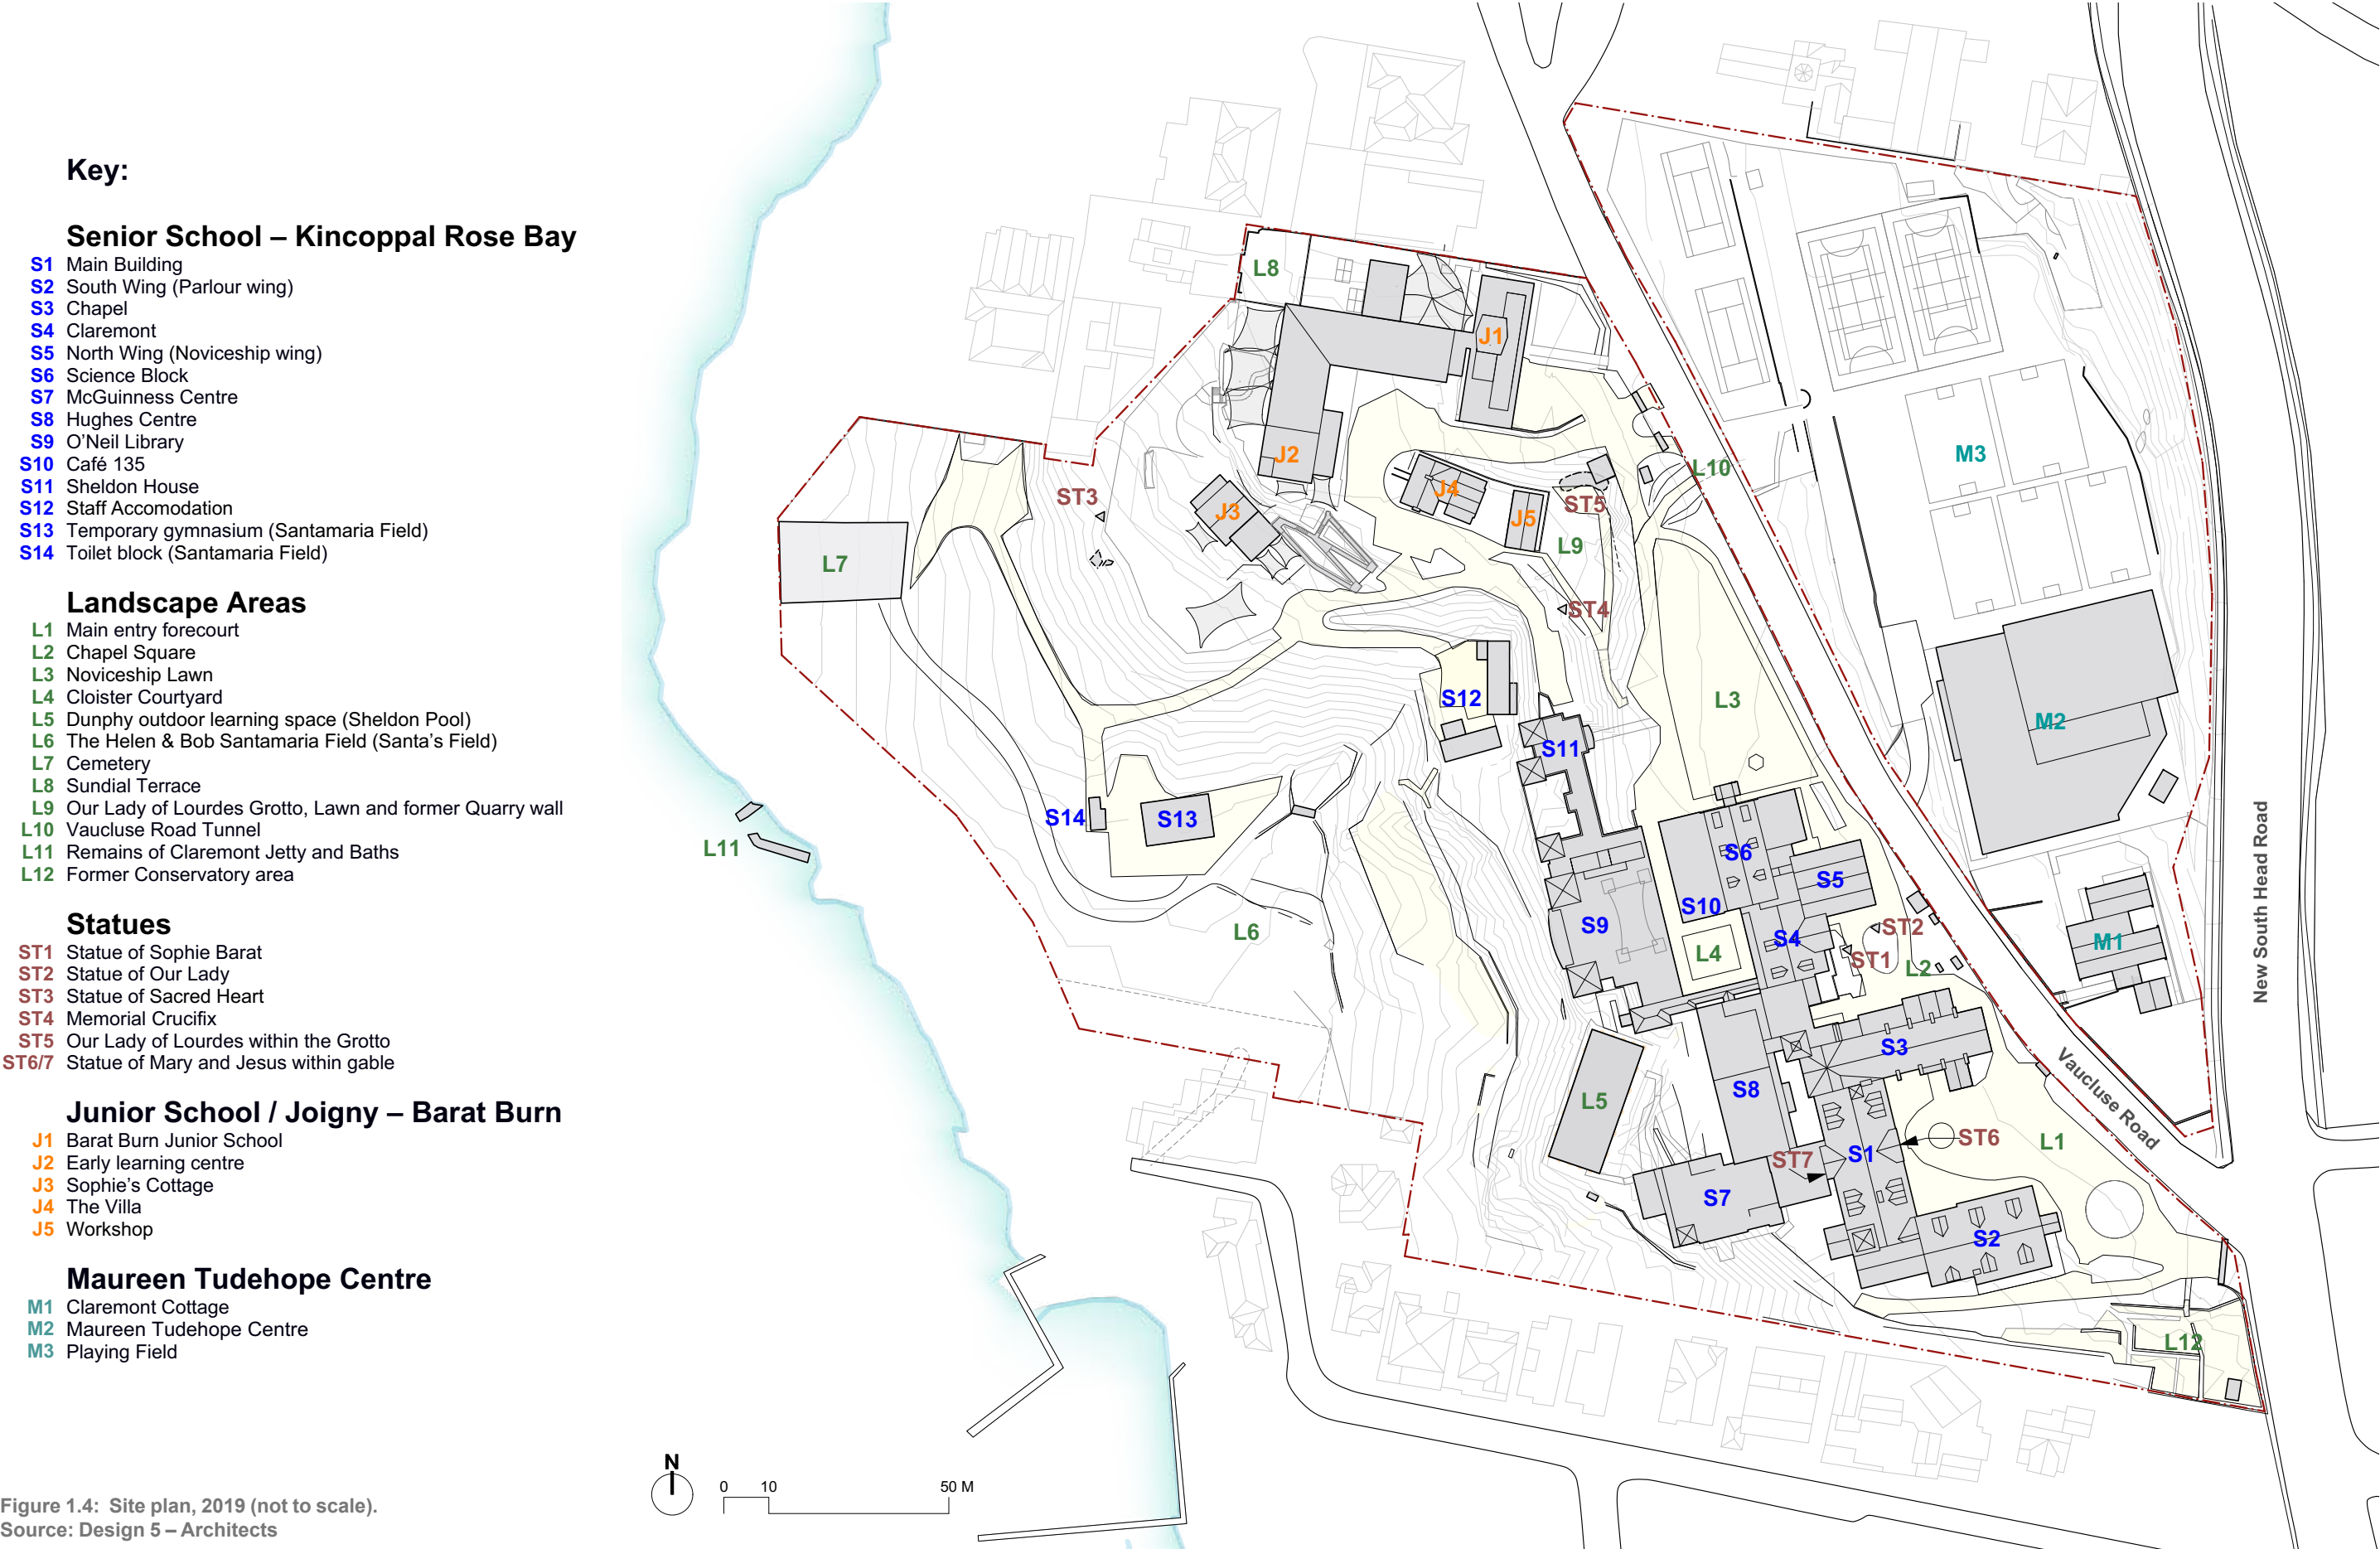 Key:
Senior School – Kincoppal Rose Bay
S1 Main Building
S2 South Wing (Parlour wing)
S3 Chapel
S4 Claremont
S5 North Wing (Noviceship wing)
S6 Science Block
S7 McGuinness Centre
S8 Hughes Centre
S9 O’Neil Library
S10 Café 135
S11 Sheldon House
S12 Staff Accomodation
S13 Temporary gymnasium (Santamaria Field)
S14 Toilet block (Santamaria Field)
Landscape Areas
L1 Main entry forecourt
L2 Chapel Square
L3 Noviceship Lawn
L4 Cloister Courtyard
L5 Dunphy outdoor learning space (Sheldon Pool)
L6 The Helen & Bob Santamaria Field (Santa’s Field)
L7 Cemetery
L8 Sundial Terrace
L9 Our Lady of Lourdes Grotto, Lawn and former Quarry wall
L10 Vaucluse Road Tunnel
L11 Remains of Claremont Jetty and Baths
L12 Former Conservatory area
Statues
ST1 Statue of Sophie Barat
ST2 Statue of Our Lady
ST3 Statue of Sacred Heart
ST4 Memorial Crucifix
ST5 Our Lady of Lourdes within the Grotto
ST6/7 Statue of Mary and Jesus within gable
Junior School / Joigny – Barat Burn
J1 Barat Burn Junior School
J2 Early learning centre
J3 Sophie’s Cottage
J4 The Villa
J5 Workshop
Maureen Tudehope Centre
M1 Claremont Cottage
M2 Maureen Tudehope Centre
M3 Playing Field
Figure 1.4: Site plan, 2019 (not to scale).
Source: Design 5 – Architects
N
0 10 50 M
L8
J1
J2
M3
L10
J4
ST3
ST5
J3
J5
L9
L7
ST4
S12
L3
M2
S11
S14
S13
L11
S6
S5
S10
S9
L6
ST2
S4
M1
L4
ST1
L2
New South Head Road
S3
S8
L5
Vaucluse Road
ST6
L1
S1
ST7
S7
S2
L12